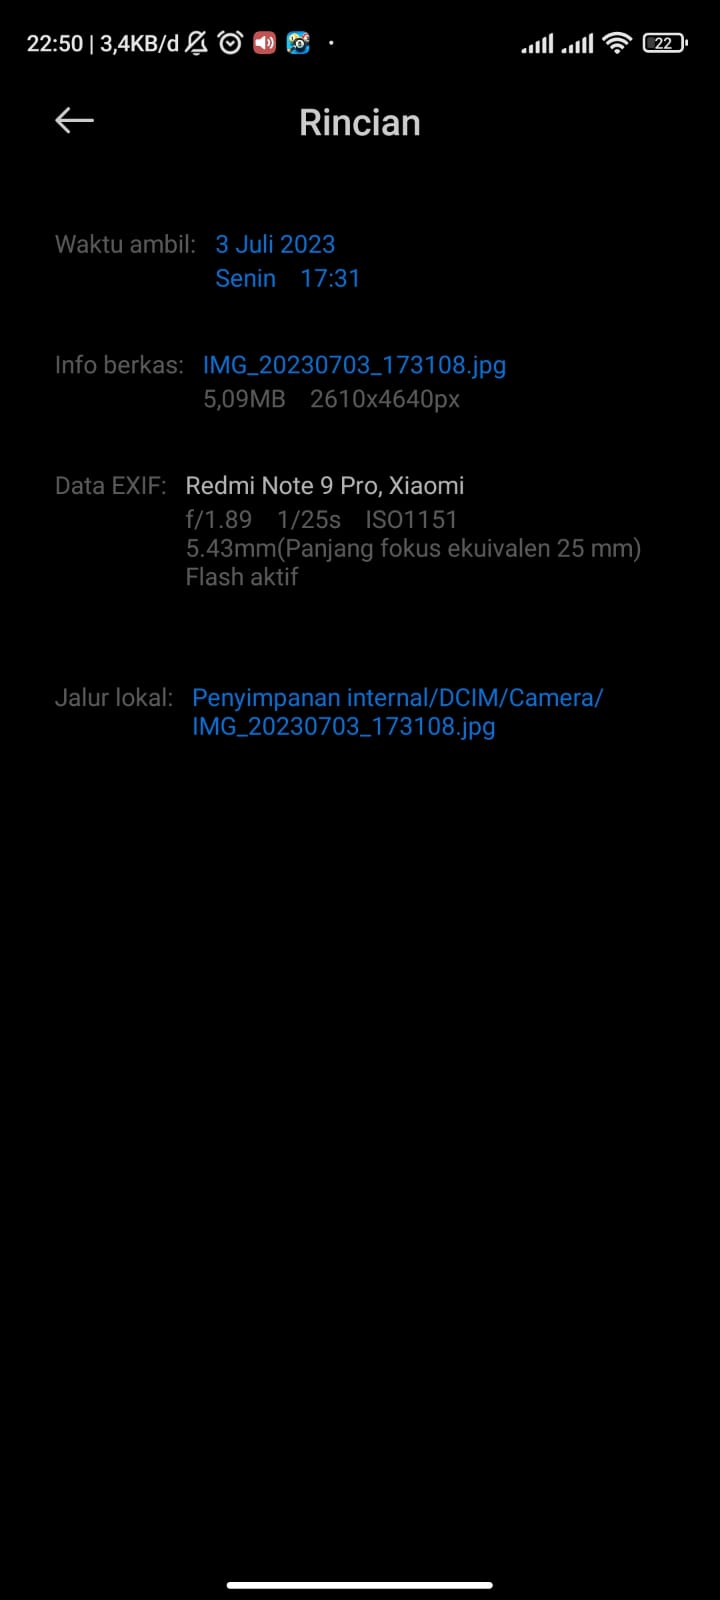 22:50 | 3,4KB/d 22
Rincian
Waktu ambil: 3 Juli 2023
Senin 17:31
Info berkas: IMG_20230703_173108.jpg
5,09MB 2610x4640px
Data EXIF: Redmi Note 9 Pro, Xiaomi
f/1.89 1/25s ISO1151
5.43mm(Panjang fokus ekuivalen 25 mm)
Flash aktif
Jalur lokal: Penyimpanan internal/DCIM/Camera/
IMG_20230703_173108.jpg